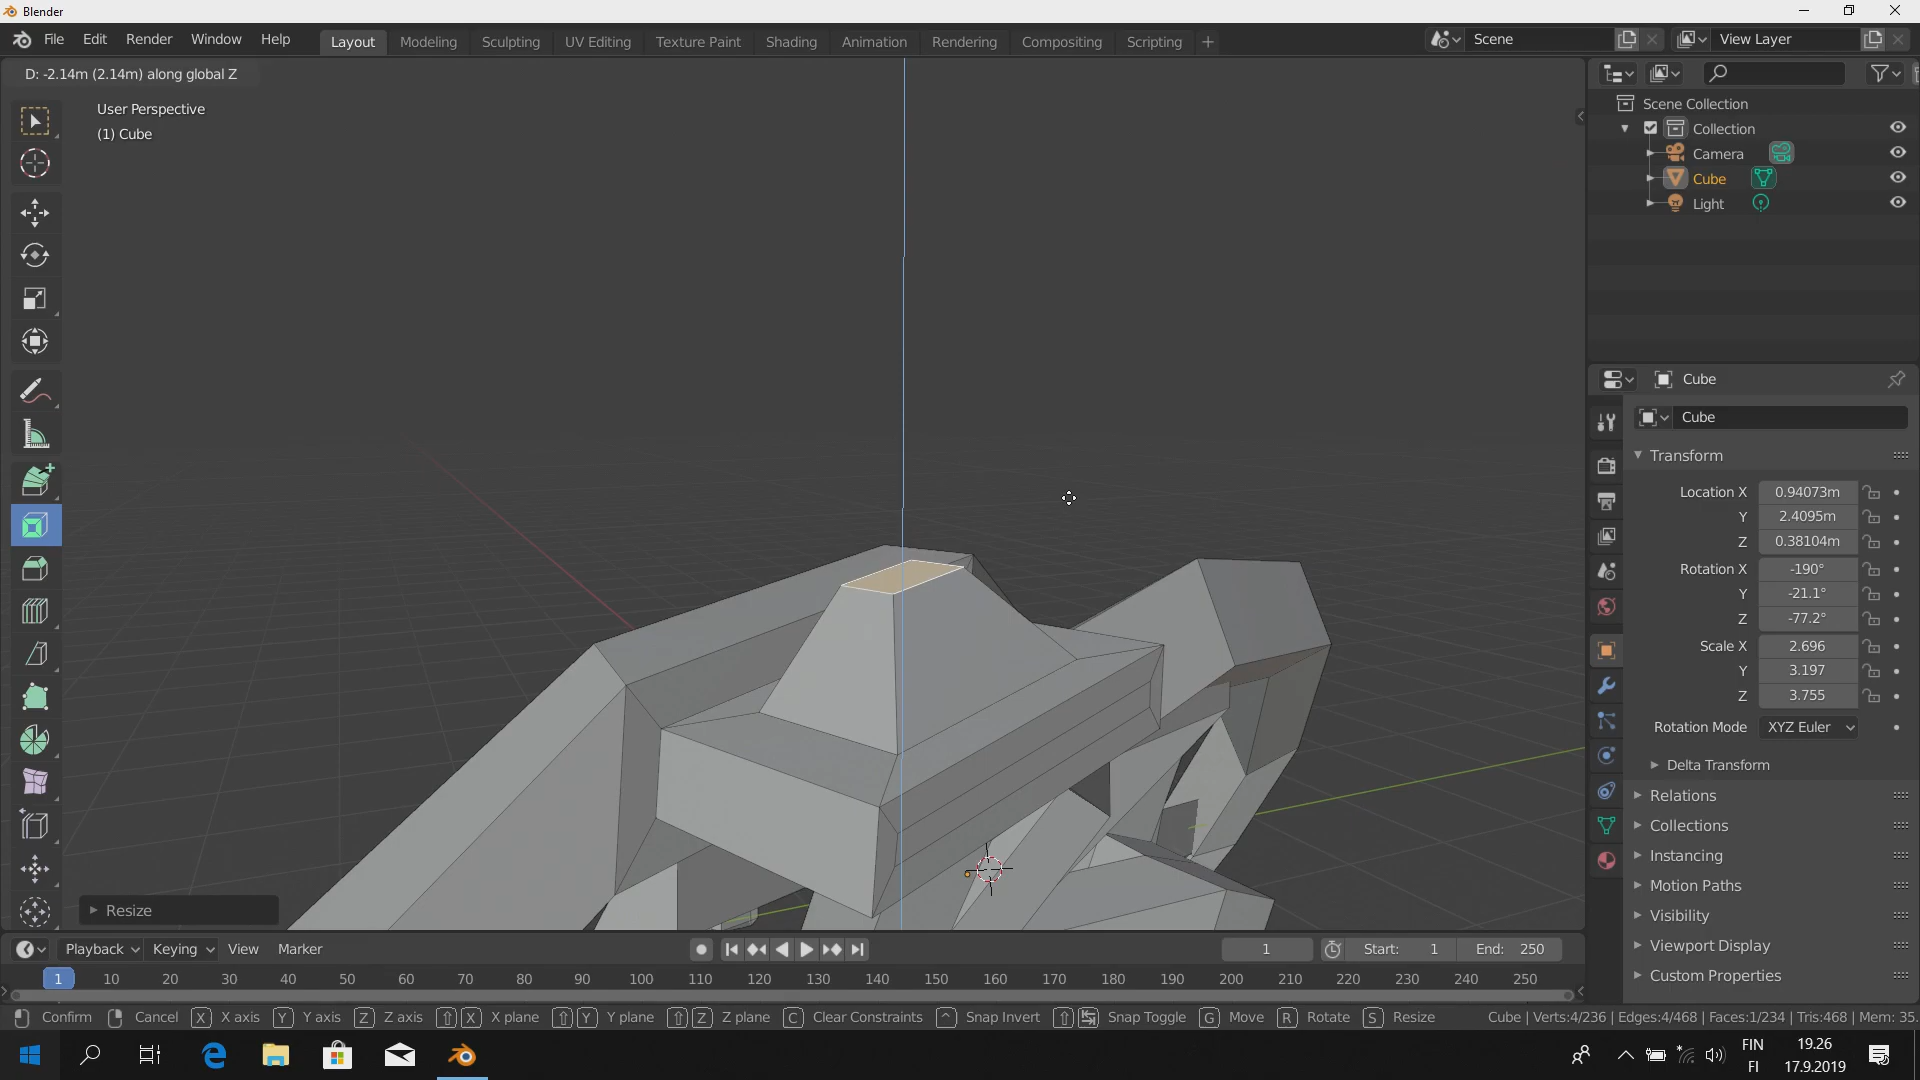 Blender
File Edit Render Window Help
Layout Modeling Sculpting UV Editing Texture Paint Shading Animation Rendering Compositing Scripting +
Scene
View Layer
D: -2.14m (2.14m) along global Z
User Perspective
(1) Cube
Scene Collection
Collection
Camera
Cube
Light
Cube
Cube
Transform
Location X 0.94073m
Y 2.4095m
Z 0.38104m
Rotation X -190°
Y -21.1°
Z -77.2°
Scale X 2.696
Y 3.197
Z 3.755
Rotation Mode XYZ Euler
Delta Transform
Relations
Collections
Instancing
Motion Paths
Visibility
Viewport Display
Custom Properties
Resize
Playback Keying View Marker
1 Start: 1 End: 250
1 10 20 30 40 50 60 70 80 90 100 110 120 130 140 150 160 170 180 190 200 210 220 230 240 250
Confirm Cancel X X axis Y Y axis Z Z axis X X plane Y Y plane Z Z plane C Clear Constraints ^ Snap Invert Snap Toggle G Move R Rotate S Resize Cube | Verts:4/236 | Edges:4/468 | Faces:1/234 | Tris:468 | Mem: 35.
FIN
FI
19.26
17.9.2019